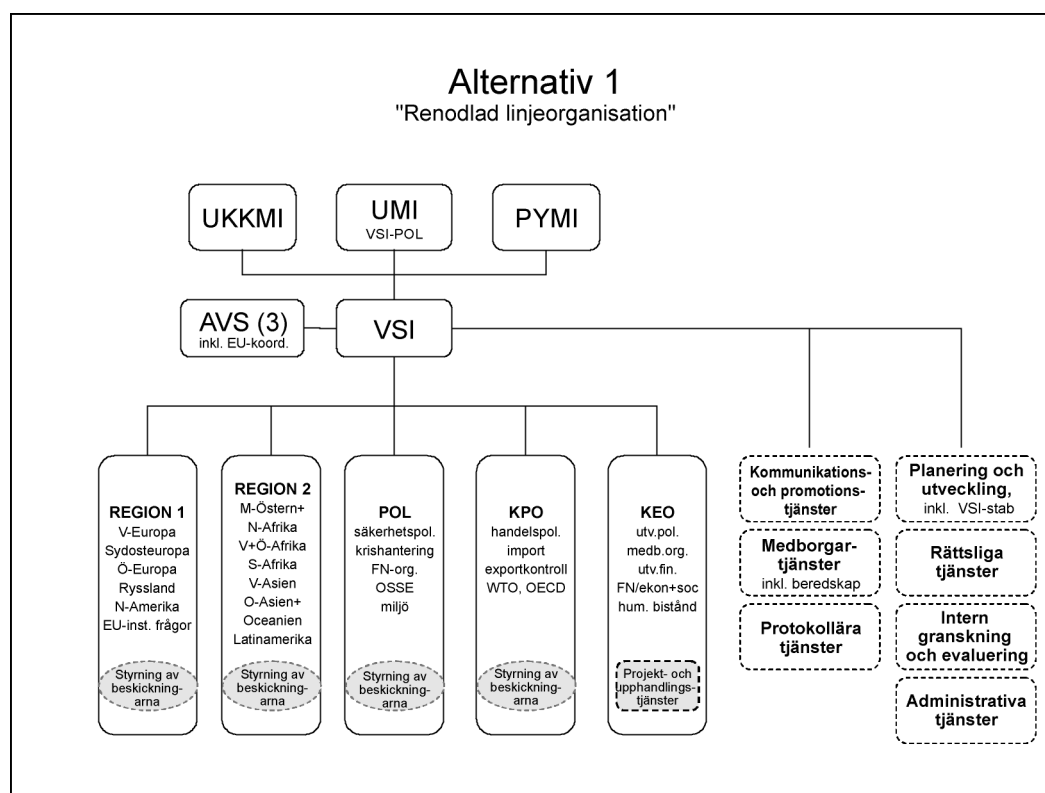 Alternativ 1
"Renodlad linjeorganisation"
UKKMI
UMI
VSI-POL
PYMI
AVS (3)
inkl. EU-koord.
VSI
REGION 1
V-Europa
Sydosteuropa
Ö-Europa
Ryssland
N-Amerika
EU-inst. frågor
Styrning av
beskickning-
arna
REGION 2
M-Östern+
N-Afrika
V+Ö-Afrika
S-Afrika
V-Asien
O-Asien+
Oceanien
Latinamerika
Styrning av
beskickning-
arna
POL
säkerhetspol.
krishantering
FN-org.
OSSE
miljö
Styrning av
beskickning-
arna
KPO
handelspol.
import
exportkontroll
WTO, OECD
Styrning av
beskickning-
arna
KEO
utv.pol.
medb.org.
utv.fin.
FN/ekon+soc
hum. bistånd
Projekt- och
upphandlings-
tjänster
Kommunikations-
och promotions-
tjänster
Medborgar-
tjänster
inkl. beredskap
Protokollära
tjänster
Planering och
utveckling,
inkl. VSI-stab
Rättsliga
tjänster
Intern
granskning
och evaluering
Administrativa
tjänster